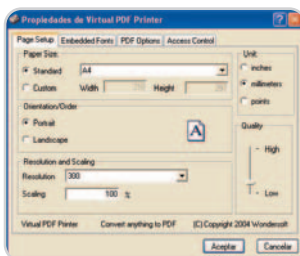 Propiedades de Virtual PDF Printer
Page Setup Embedded Fonts PDF Options Access Control
Paper Size
Standard A4
Custom Width Height
Unit
inches
millimeters
points
Orientation/Order
Portrait
Landscape
A
Quality
High
Low
Resolution and Scaling
Resolution 300
Scaling 100 %
Virtual PDF Printer Convert anything to PDF (C) Copyright 2004 Wondersoft
Aceptar Cancelar